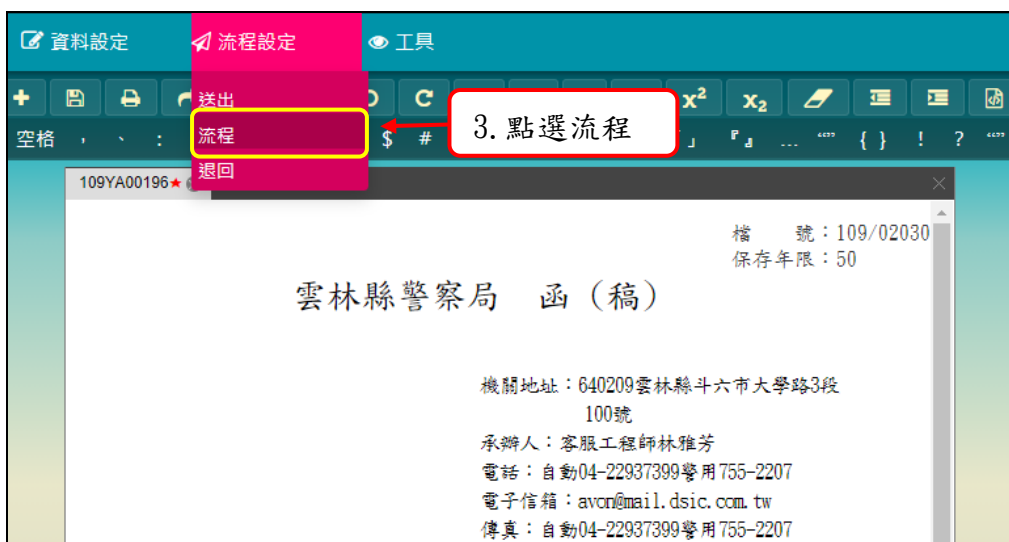 資料設定 流程設定 工具
送出
x² x₂
3.點選流程
空格 , 、 : 流程 $ # 」 『』 ... “” { } ! ? “”
退回
109YA00196★
檔 號：109/02030
保存年限：50
雲林縣警察局 函（稿）
機關地址：640209雲林縣斗六市大學路3段
100號
承辦人：客服工程師林雅芳
電話：自動04-22937399警用755-2207
電子信箱：avon@mail.dsic.com.tw
傳真：自動04-22937399警用755-2207